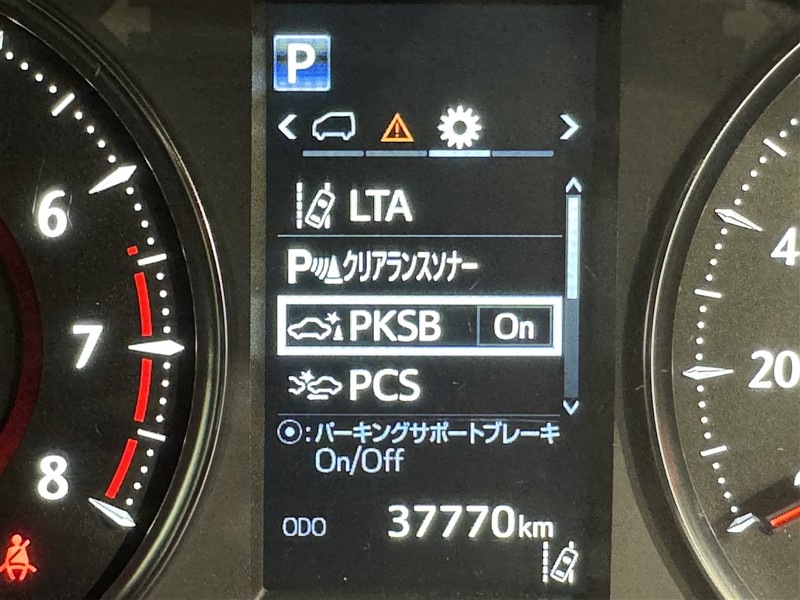 P
LTA
Pクリアランスソナー
PKSB On
PCS
:パーキングサポートブレーキ
On/Off
ODO 37770km
6
7
8
4
20